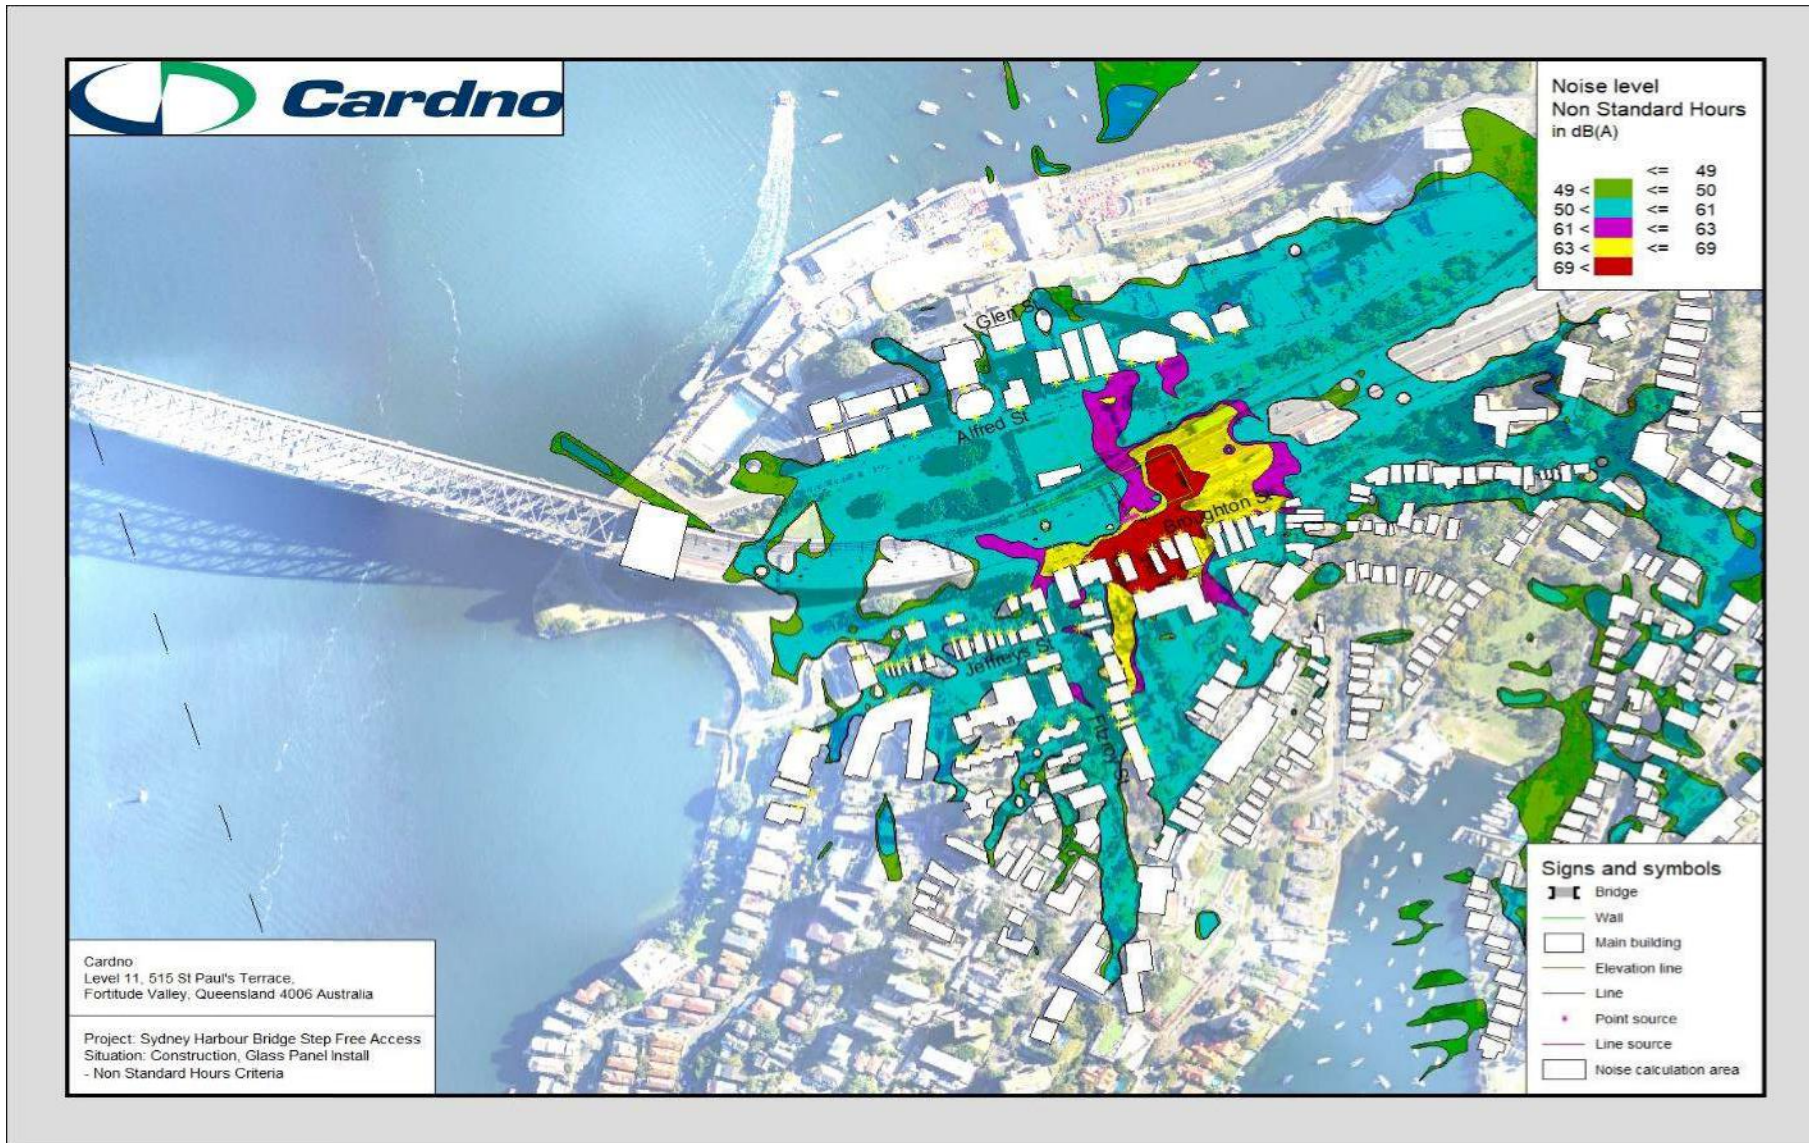 Cardno
Noise level
Non Standard Hours
in dB(A)
<= 49
49 < <= 50
50 < <= 61
61 < <= 63
63 < <= 69
69 <
Glen S
Alfred St
Broughton St
Jeffreys St
Fitzroy St
Signs and symbols
Bridge
Wall
Main building
Elevation line
Line
Point source
Line source
Noise calculation area
Cardno
Level 11, 515 St Paul's Terrace,
Fortitude Valley, Queensland 4006 Australia
Project: Sydney Harbour Bridge Step Free Access
Situation: Construction, Glass Panel Install
- Non Standard Hours Criteria